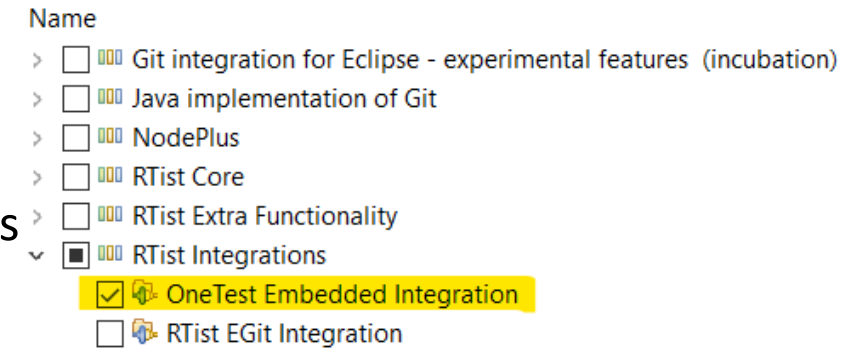 Name
Git integration for Eclipse - experimental features (incubation)
Java implementation of Git
NodePlus
RTist Core
s
RTist Extra Functionality
RTist Integrations
OneTest Embedded Integration
RTist EGit Integration